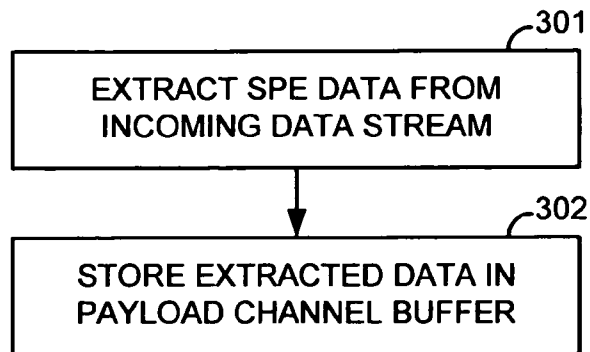 301
EXTRACT SPE DATA FROM
INCOMING DATA STREAM
302
STORE EXTRACTED DATA IN
PAYLOAD CHANNEL BUFFER